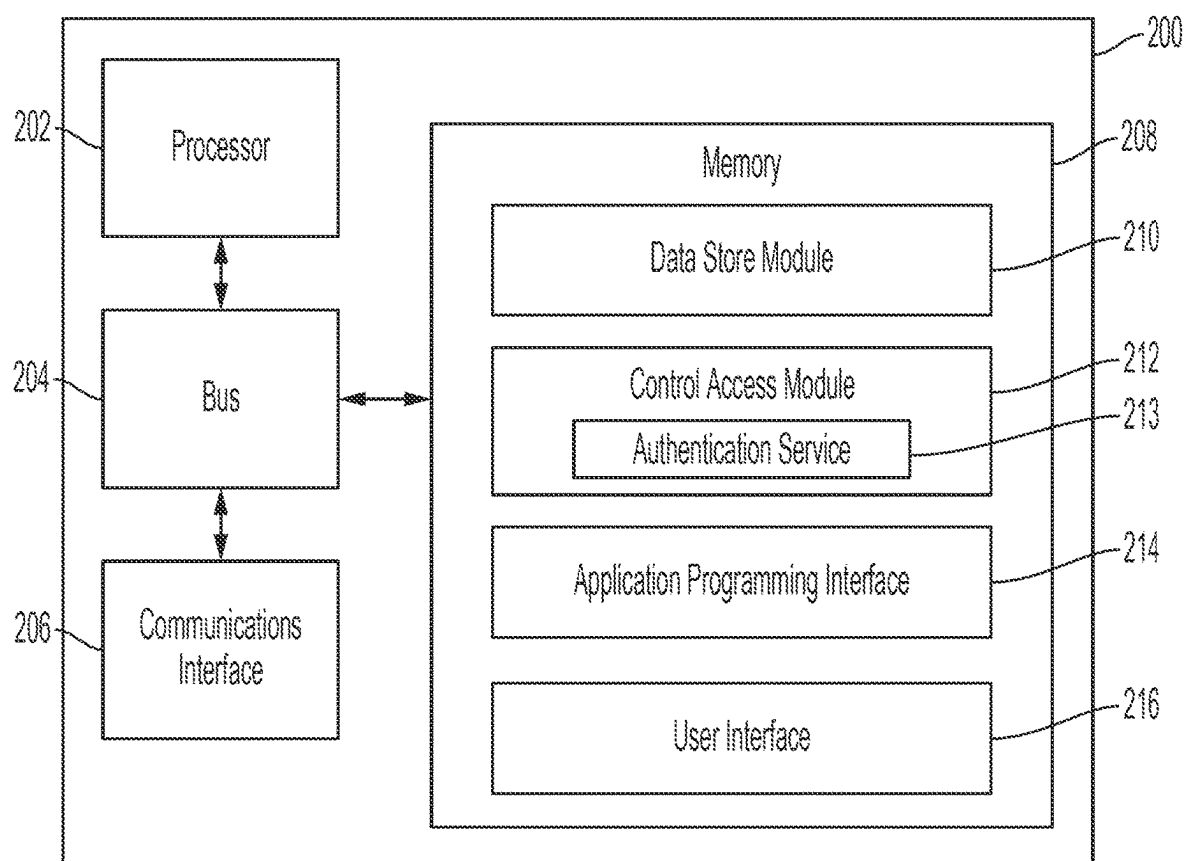 200
202
Processor
Memory
208
Data Store Module
210
204
Bus
Control Access Module
212
Authentication Service
213
Application Programming Interface
214
206
Communications
Interface
User Interface
216